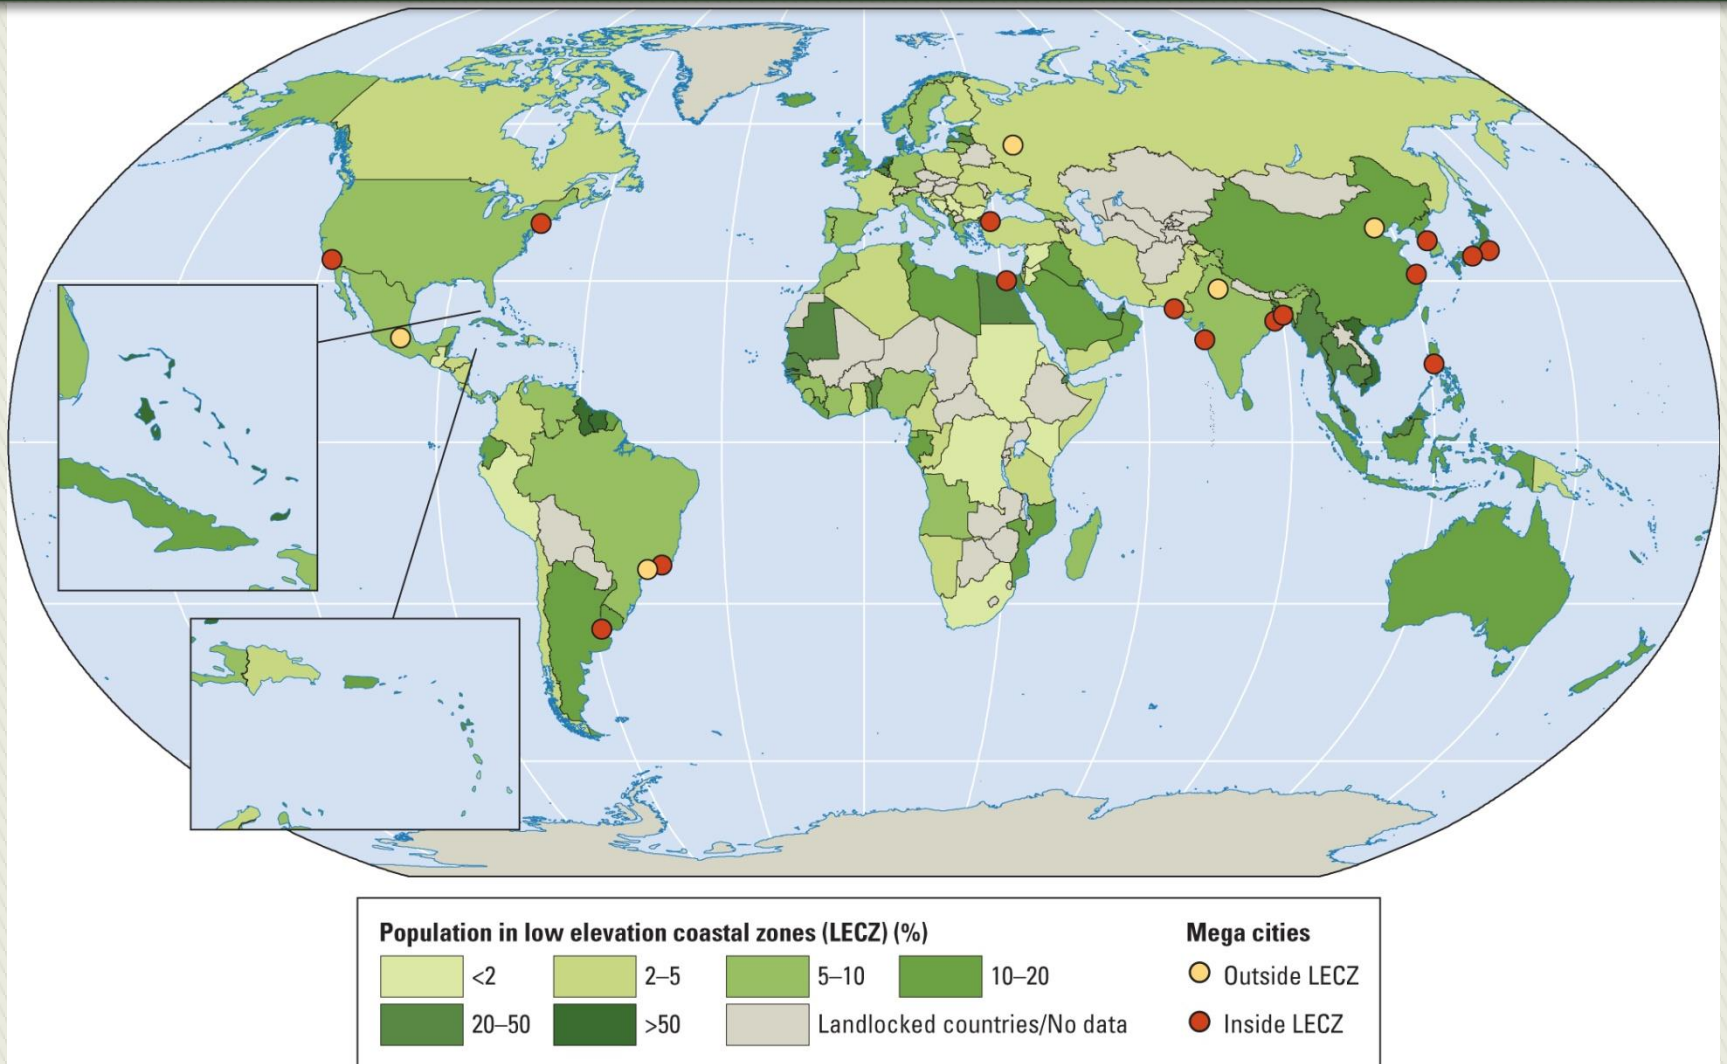 Population in low elevation coastal zones (LECZ) (%)
Mega cities
<2
2–5
5–10
10–20
Outside LECZ
20–50
>50
Landlocked countries/No data
Inside LECZ